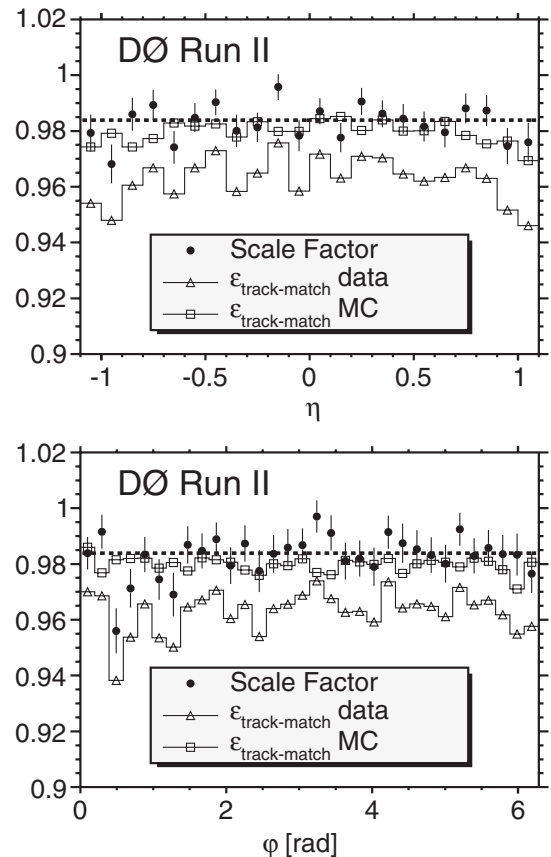 DØ Run II
1.02
1
0.98
0.96
0.94
0.92
0.9
Scale Factor
εtrack-match data
εtrack-match MC
-1 -0.5 0 0.5 1
η
DØ Run II
1.02
1
0.98
0.96
0.94
0.92
0.9
Scale Factor
εtrack-match data
εtrack-match MC
0 2 4 6
φ [rad]